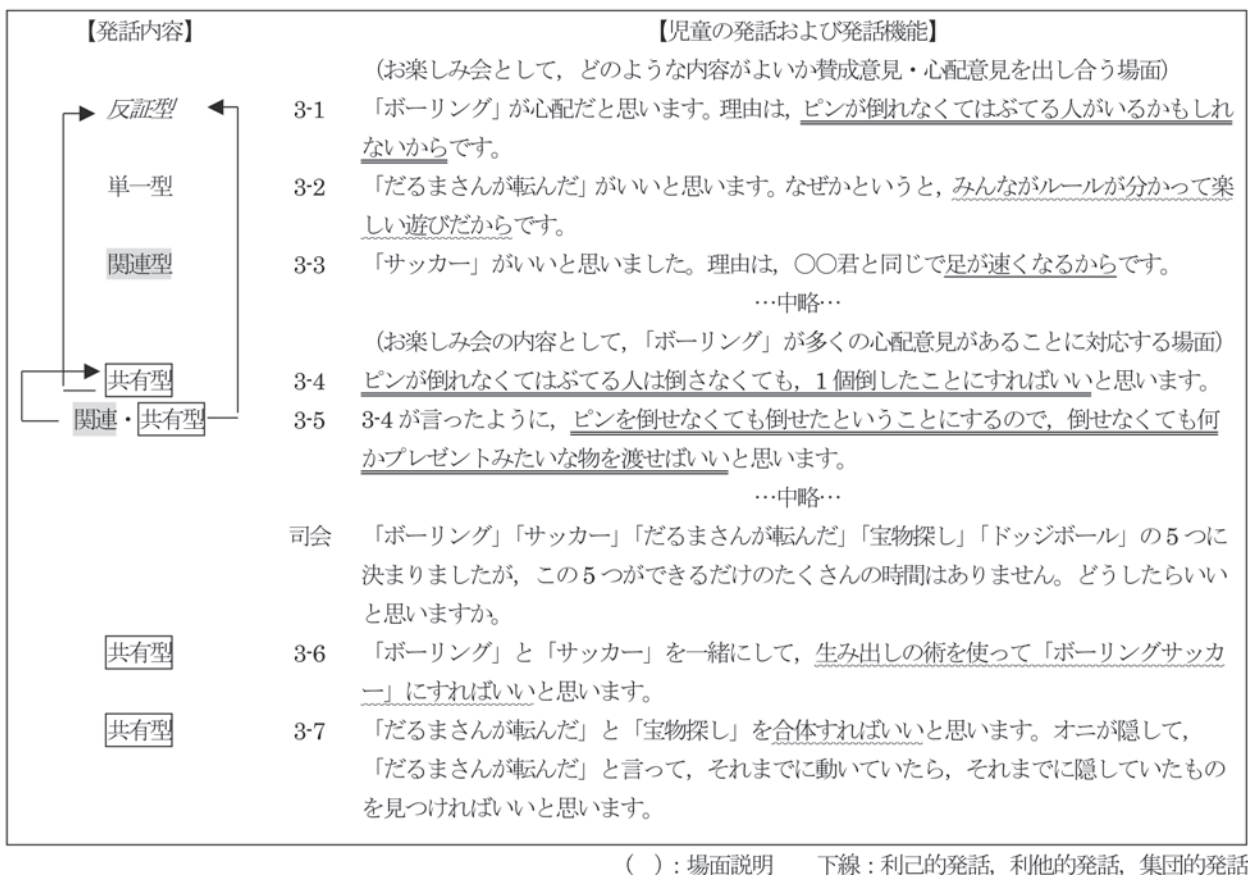 【発話内容】 【児童の発話および発話機能】
（お楽しみ会として，どのような内容がよいか賛成意見・心配意見を出し合う場面）
反証型 3-1 「ボーリング」が心配だと思います。理由は，ピンが倒れなくてはぶてる人がいるかもしれ
ないからです。
単一型 3-2 「だるまさんが転んだ」がいいと思います。なぜかというと，みんながルールが分かって楽
しい遊びだからです。
関連型 3-3 「サッカー」がいいと思いました。理由は，〇〇君と同じで足が速くなるからです。
…中略…
（お楽しみ会の内容として，「ボーリング」が多くの心配意見があることに対応する場面）
共有型 3-4 ピンが倒れなくてはぶてる人は倒さなくても，1個倒したことにすればいいと思います。
関連・共有型 3-5 3-4が言ったように，ピンを倒せなくても倒せたということにするので，倒せなくても何
かプレゼントみたいな物を渡せばいいと思います。
…中略…
司会 「ボーリング」「サッカー」「だるまさんが転んだ」「宝物探し」「ドッジボール」の5つに
決まりましたが，この5つができるだけのたくさんの時間はありません。どうしたらいい
と思いますか。
共有型 3-6 「ボーリング」と「サッカー」を一緒にして，生み出しの術を使って「ボーリングサッカ
ー」にすればいいと思います。
共有型 3-7 「だるまさんが転んだ」と「宝物探し」を合体すればいいと思います。オニが隠して，
「だるまさんが転んだ」と言って，それまでに動いていたら，それまでに隠していたもの
を見つければいいと思います。
（ ）：場面説明 下線：利己的発話，利他的発話，集団的発話